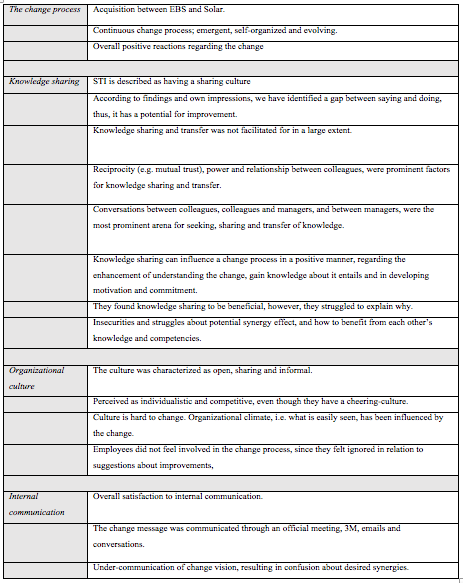 The change process Acquisition between EBS and Solar.
Continuous change process; emergent, self-organized and evolving.
Overall positive reactions regarding the change
Knowledge sharing STI is described as having a sharing culture
According to findings and own impressions, we have identified a gap between saying and doing,
thus, it has a potential for improvement.
Knowledge sharing and transfer was not facilitated for in a large extent.
Reciprocity (e.g. mutual trust), power and relationship between colleagues, were prominent factors
for knowledge sharing and transfer.
Conversations between colleagues, colleagues and managers, and between managers, were the
most prominent arena for seeking, sharing and transfer of knowledge.
Knowledge sharing can influence a change process in a positive manner, regarding the
enhancement of understanding the change, gain knowledge about it entails and in developing
motivation and commitment.
They found knowledge sharing to be beneficial, however, they struggled to explain why.
Insecurities and struggles about potential synergy effect, and how to benefit from each other's
knowledge and competencies.
Organizational The culture was characterized as open, sharing and informal.
culture
Perceived as individualistic and competitive, even though they have a cheering-culture.
Culture is hard to change. Organizational climate, i.e. what is easily seen, has been influenced by
the change.
Employees did not feel involved in the change process, since they felt ignored in relation to
suggestions about improvements,
Internal Overall satisfaction to internal communication.
communication
The change message was communicated through an official meeting, 3M, emails and
conversations.
Under-communication of change vision, resulting in confusion about desired synergies.